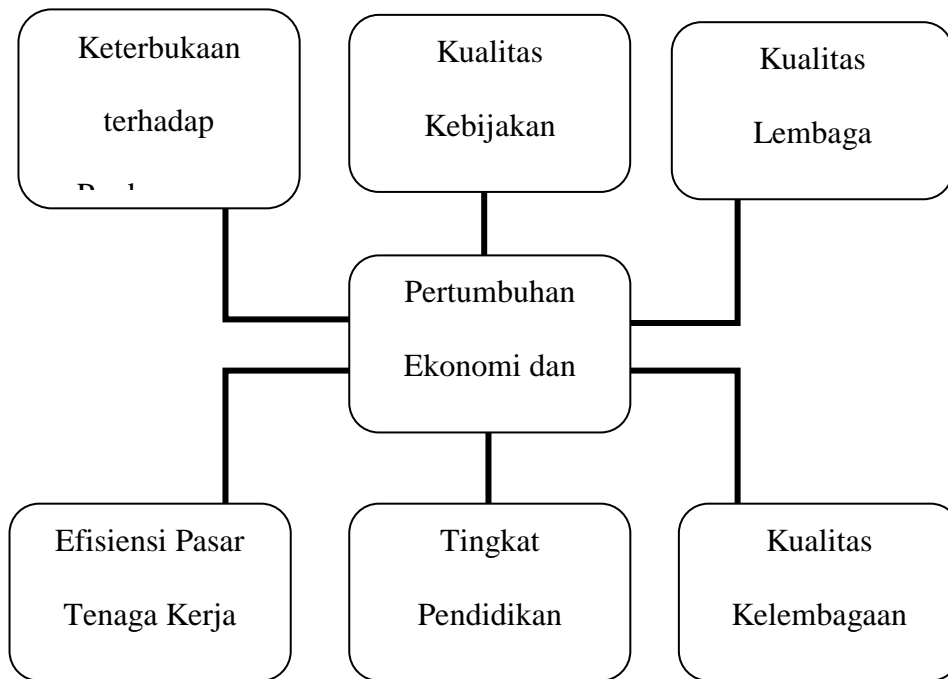 Keterbukaan
terhadap
Kualitas
Kebijakan
Kualitas
Lembaga
Pertumbuhan
Ekonomi dan
Efisiensi Pasar
Tenaga Kerja
Tingkat
Pendidikan
Kualitas
Kelembagaan